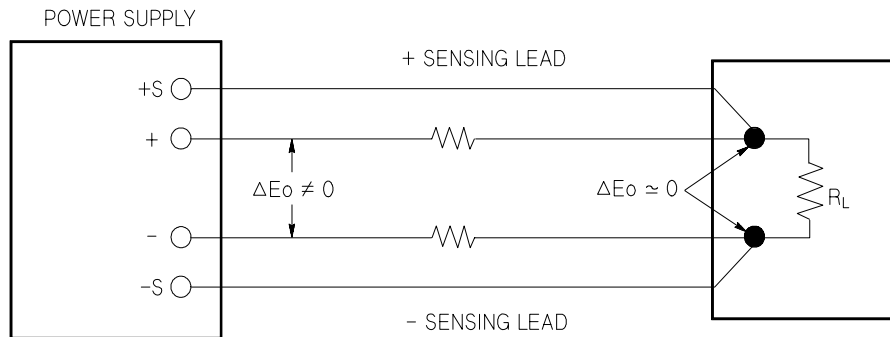 POWER SUPPLY
+ SENSING LEAD
+S
+
ΔEo ≠ 0
ΔEo ≃ 0
RL
-
-S
- SENSING LEAD